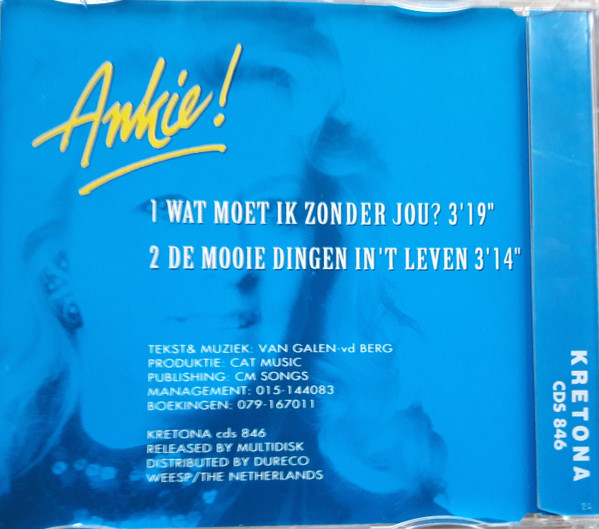 Ankie!
1 WAT MOET IK ZONDER JOU? 3'19"
2 DE MOOIE DINGEN IN'T LEVEN 3'14"
TEKST& MUZIEK: VAN GALEN-vd BERG
PRODUKTIE: CAT MUSIC
PUBLISHING: CM SONGS
MANAGEMENT: 015-144083
BOEKINGEN: 079-167011
KRETONA cds 846
RELEASED BY MULTIDISK
DISTRIBUTED BY DURECO
WEESP/THE NETHERLANDS
KRETONA
CDS 846